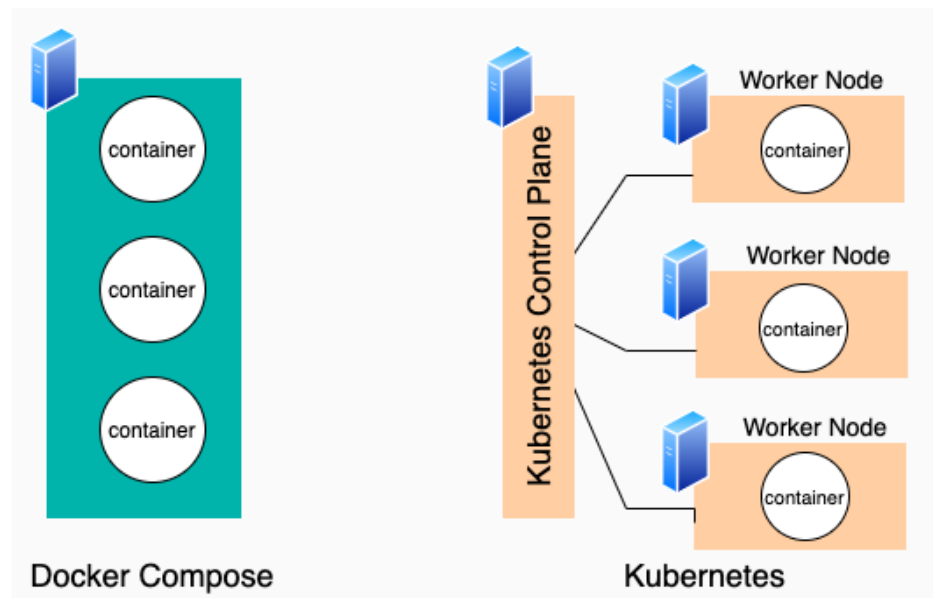 container
container
container
Docker Compose
Kubernetes Control Plane
Worker Node
container
Worker Node
container
Worker Node
container
Kubernetes